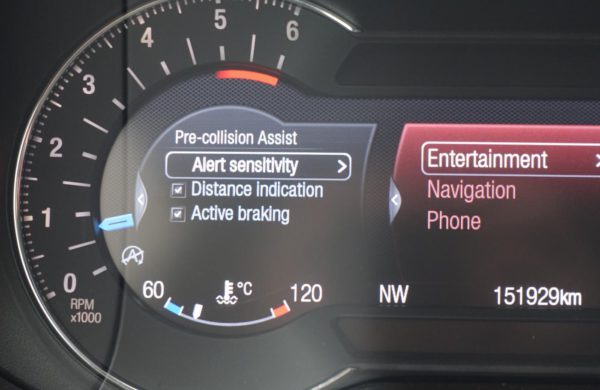 6
5
4
3
2
1
0
RPM
x1000
Pre-collision Assist
Alert sensitivity >
Distance indication
Active braking
Entertainment
Navigation
Phone
60 °C 120
NW 151929km